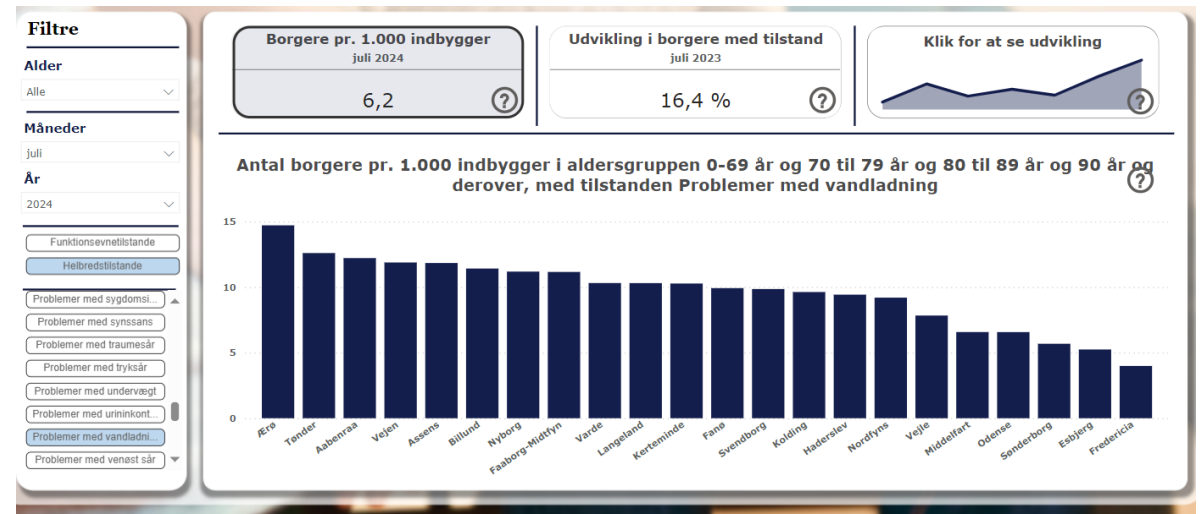 Filtre
Alder
Alle
Måneder
juli
År
2024
Funktionsevnetilstande
Helbredstilstande
Problemer med sygdomsi...
Problemer med synssans
Problemer med traumesår
Problemer med tryksår
Problemer med undervægt
Problemer med urininkont...
Problemer med vandladni...
Problemer med venøst sår
Borgere pr. 1.000 indbygger
juli 2024
6,2
?
Udvikling i borgere med tilstand
juli 2023
16,4 %
?
Klik for at se udvikling
?
Antal borgere pr. 1.000 indbygger i aldersgruppen 0-69 år og 70 til 79 år og 80 til 89 år og 90 år og
derover, med tilstanden Problemer med vandladning
?
15
10
5
0
Ærø
Tønder
Aabenraa
Vejen
Assens
Billund
Nyborg
Faaborg-Midtfyn
Varde
Langeland
Kerteminde
Fanø
Svendborg
Kolding
Haderslev
Nordfyns
Vejle
Middelfart
Odense
Sønderborg
Esbjerg
Fredericia